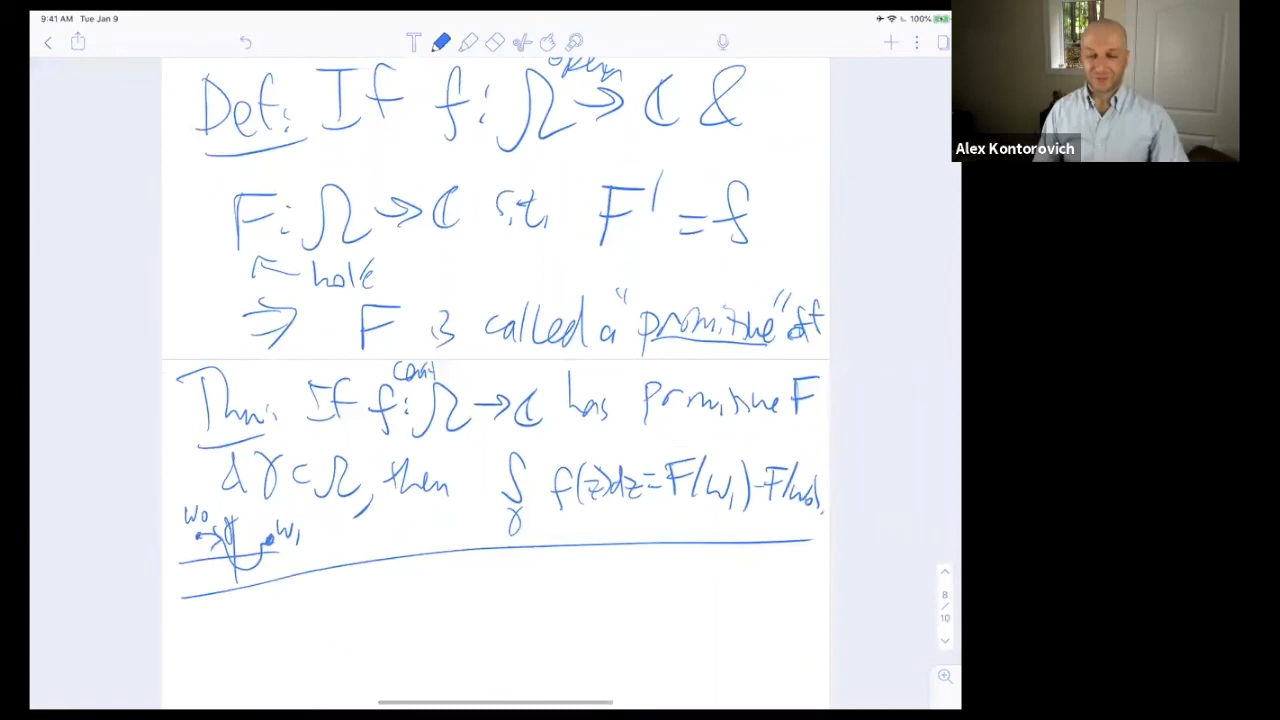 9:41 AM Tue Jan 9
100%
Alex Kontorovich
open
Def: If f: Ω → ℂ &
F: Ω → ℂ s.t. F' = f
holo
⇒ F is called a "primitive" of f
cont
Thm: If f: Ω → ℂ has primitive F
& γ ⊂ Ω, then ∫γ f(z)dz = F(w1) - F(w0).
w0 w1
8
/
10